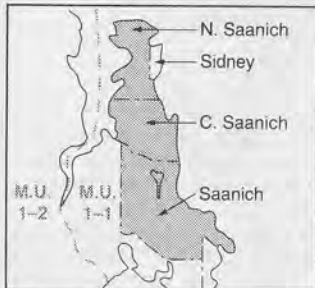 N. Saanich
Sidney
C. Saanich
Saanich
M.U. M.U.
1–2 1–1